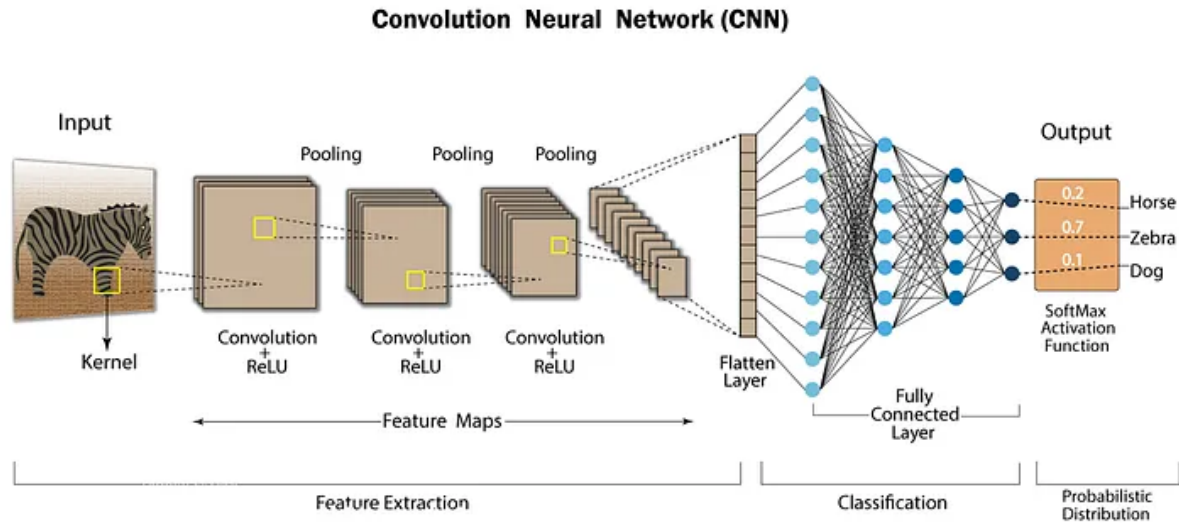 Convolution Neural Network (CNN)
Input
Kernel
Pooling
Pooling
Pooling
Convolution
+
ReLU
Convolution
+
ReLU
Convolution
+
ReLU
Feature Maps
Flatten
Layer
Fully
Connected
Layer
Output
0.2
Horse
0.7
Zebra
0.1
Dog
SoftMax
Activation
Function
Feature Extraction
Classification
Probabilistic
Distribution